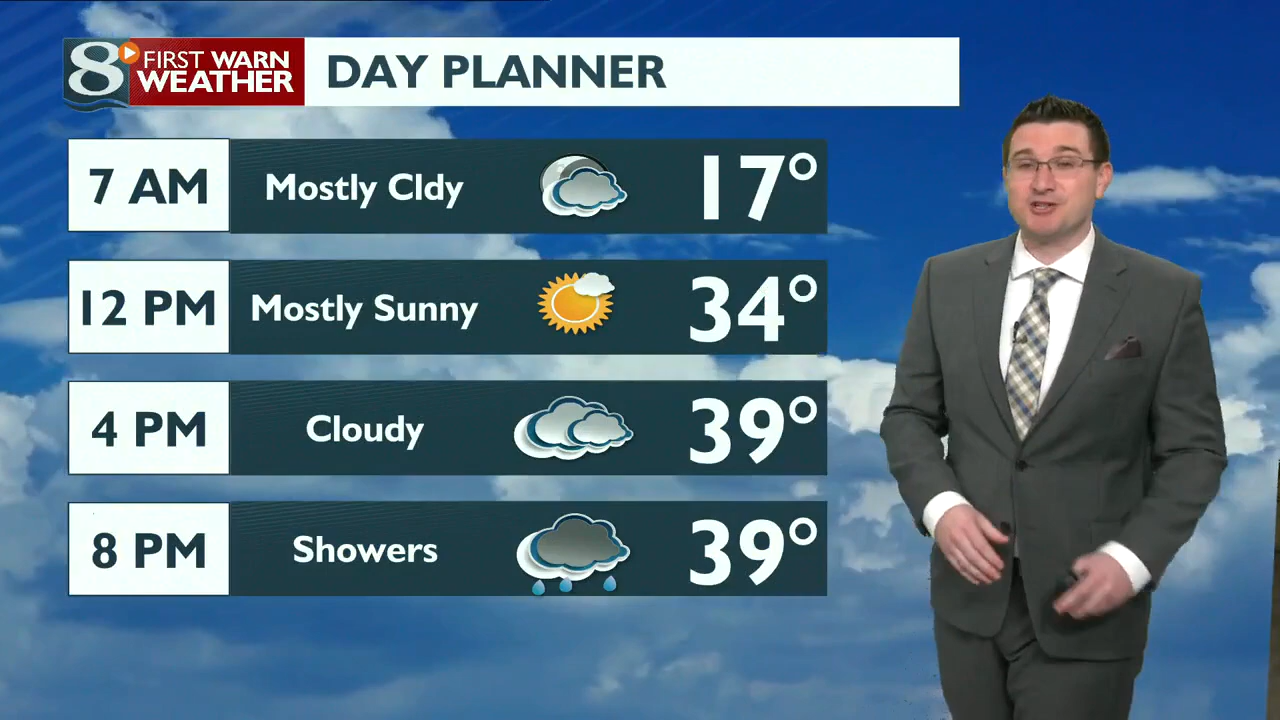 8 FIRST WARN
WEATHER
DAY PLANNER
7 AM Mostly Cldy 17°
12 PM Mostly Sunny 34°
4 PM Cloudy 39°
8 PM Showers 39°